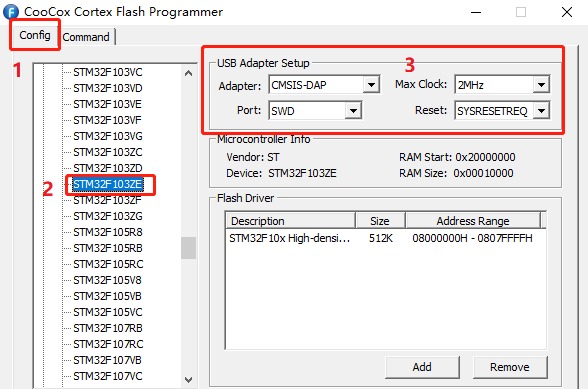 CooCox Cortex Flash Programmer
Config Command
1
STM32F103VC
STM32F103VD
STM32F103VE
STM32F103VF
STM32F103VG
STM32F103ZC
STM32F103ZD
2 STM32F103ZE
STM32F103ZF
STM32F103ZG
STM32F105R8
STM32F105RB
STM32F105RC
STM32F105V8
STM32F105VB
STM32F105VC
STM32F107RB
STM32F107RC
STM32F107VB
STM32F107VC
USB Adapter Setup 3
Adapter: CMSIS-DAP Max Clock: 2MHz
Port: SWD Reset: SYSRESETREQ
Microcontroller Info
Vendor: ST RAM Start: 0x20000000
Device: STM32F103ZE RAM Size: 0x00010000
Flash Driver
Description Size Address Range
STM32F10x High-densi... 512K 08000000H - 0807FFFFH
Add Remove